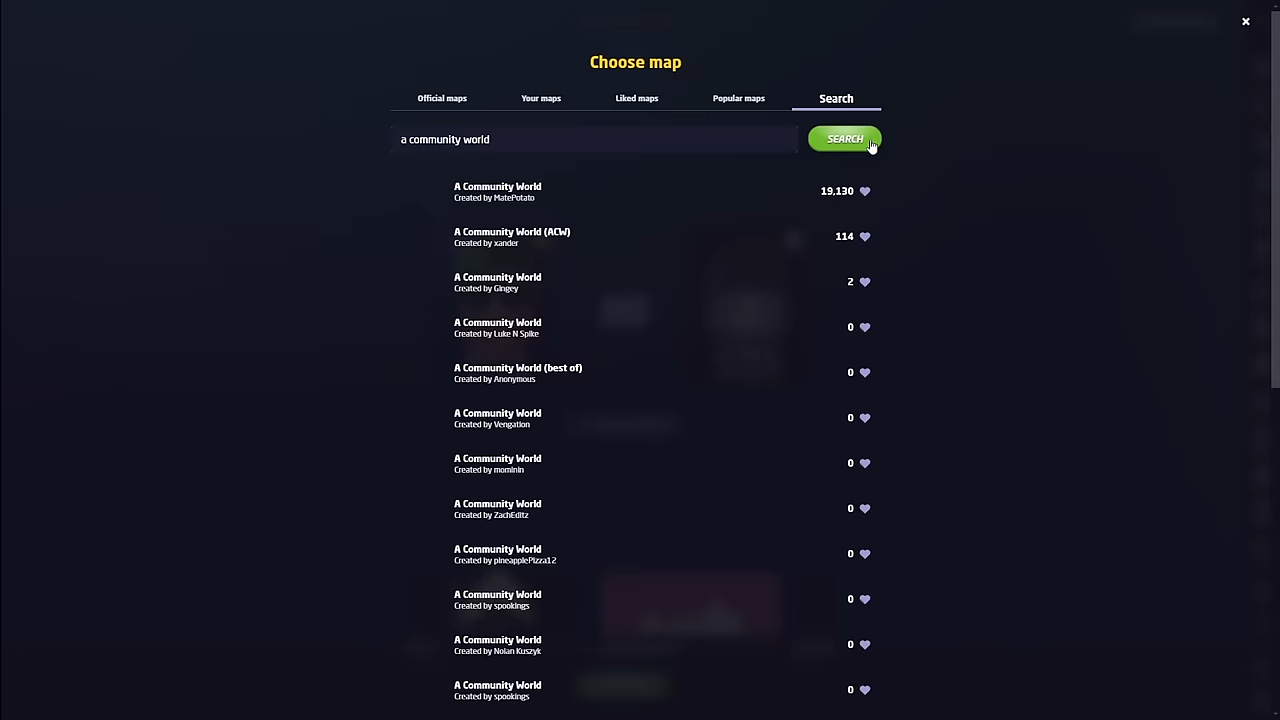 ×
Choose map
Official maps Your maps Liked maps Popular maps Search
a community world SEARCH
A Community World
Created by MatePotato
19,130
A Community World (ACW)
Created by xander
114
A Community World
Created by Gingey
2
A Community World
Created by Luke N Spike
0
A Community World (best of)
Created by Anonymous
0
A Community World
Created by Vengation
0
A Community World
Created by mominin
0
A Community World
Created by ZachEditz
0
A Community World
Created by pineapplePizza12
0
A Community World
Created by spookings
0
A Community World
Created by Nolan Kuszyk
0
A Community World
Created by spookings
0